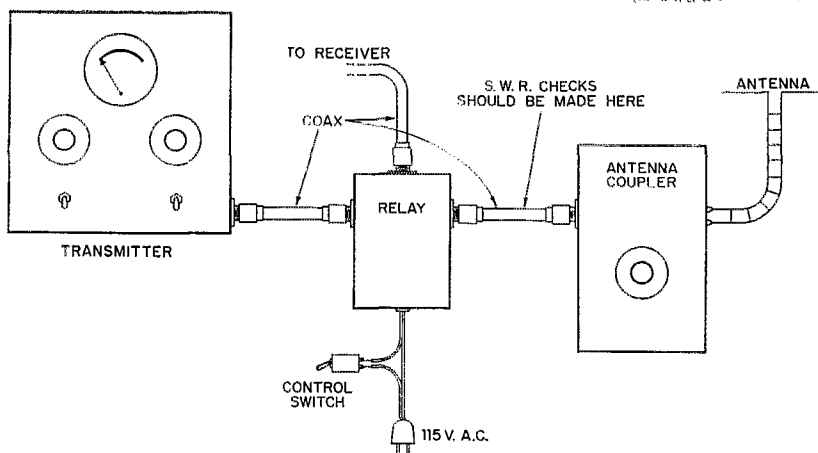 TO RECEIVER
COAX
S.W.R. CHECKS
SHOULD BE MADE HERE
ANTENNA
ANTENNA
COUPLER
RELAY
TRANSMITTER
CONTROL
SWITCH
115 V. A.C.